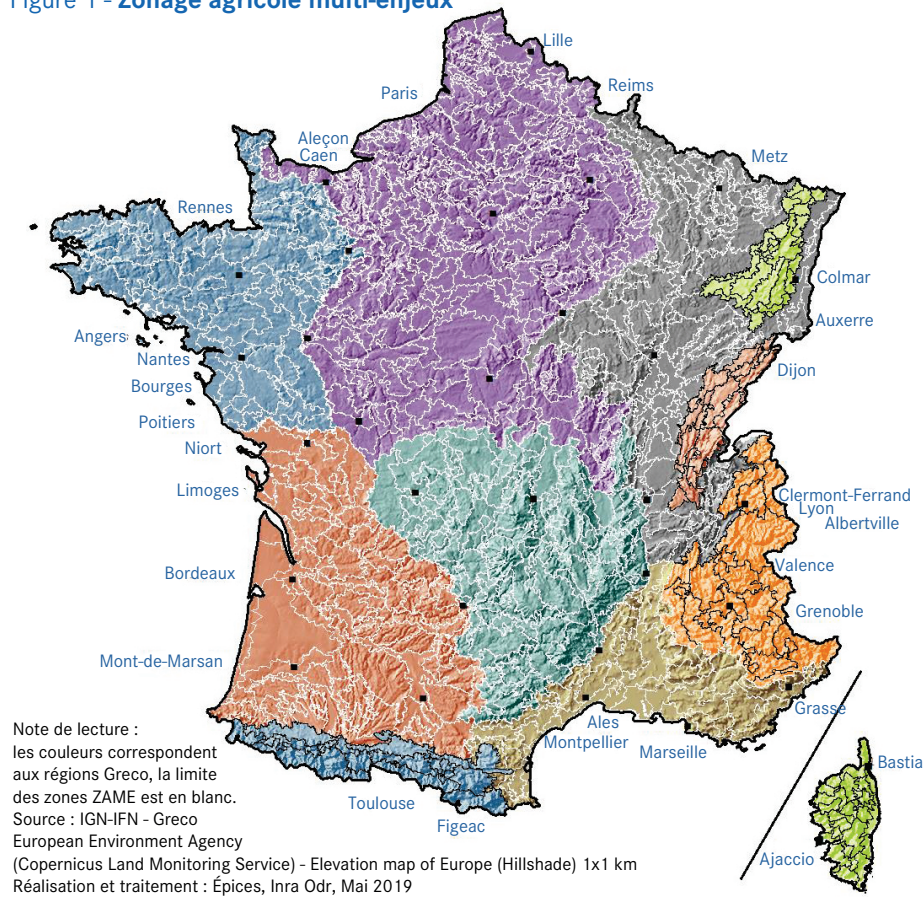 Figure 1 - Zonage agricole multi-enjeux
Lille
Paris
Reims
Aleçon
Caen
Metz
Rennes
Colmar
Auxerre
Angers
Nantes
Dijon
Bourges
Poitiers
Niort
Limoges
Clermont-Ferrand
Lyon
Albertville
Valence
Bordeaux
Grenoble
Mont-de-Marsan
Grasse
Ales
Montpellier
Marseille
Bastia
Toulouse
Figeac
Ajaccio
Note de lecture :
les couleurs correspondent
aux régions Greco, la limite
des zones ZAME est en blanc.
Source : IGN-IFN - Greco
European Environment Agency
(Copernicus Land Monitoring Service) - Elevation map of Europe (Hillshade) 1x1 km
Réalisation et traitement : Épices, Inra Odr, Mai 2019